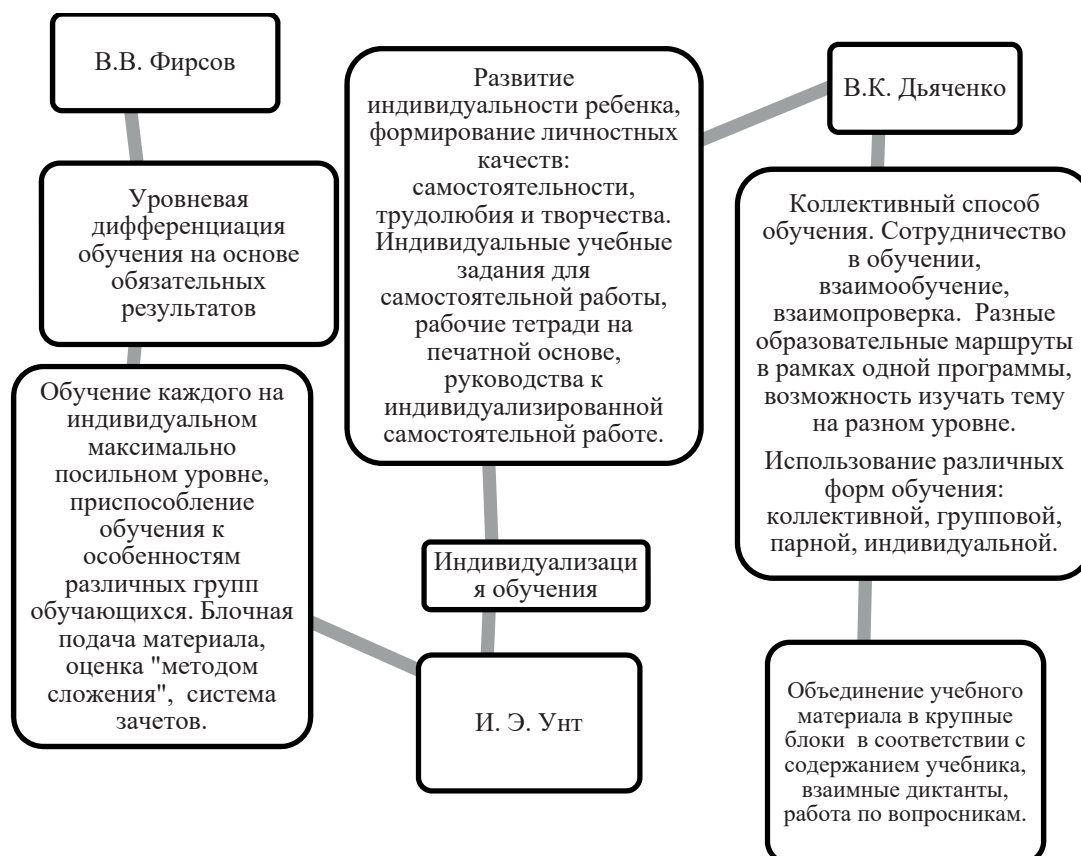 В.В. Фирсов
Уровневая
дифференциация
обучения на основе
обязательных
результатов
Обучение каждого на
индивидуальном
максимально
посильном уровне,
приспособление
обучения к
особенностям
различных групп
обучающихся. Блочная
подача материала,
оценка "методом
сложения",  система
зачетов.
И. Э. Унт
Индивидуализаци
я обучения
Развитие
индивидуальности ребенка,
формирование личностных
качеств:
самостоятельности,
трудолюбия и творчества.
Индивидуальные учебные
задания для
самостоятельной работы,
рабочие тетради на
печатной основе,
руководства к
индивидуализированной
самостоятельной работе.
В.К. Дьяченко
Коллективный способ
обучения. Сотрудничество
в обучении,
взаимообучение,
взаимопроверка.  Разные
образовательные маршруты
в рамках одной программы,
возможность изучать тему
на разном уровне.
Использование различных
форм обучения:
коллективной, групповой,
парной, индивидуальной.
Объединение учебного
материала в крупные
блоки  в соответствии с
содержанием учебника,
взаимные диктанты,
работа по вопросникам.